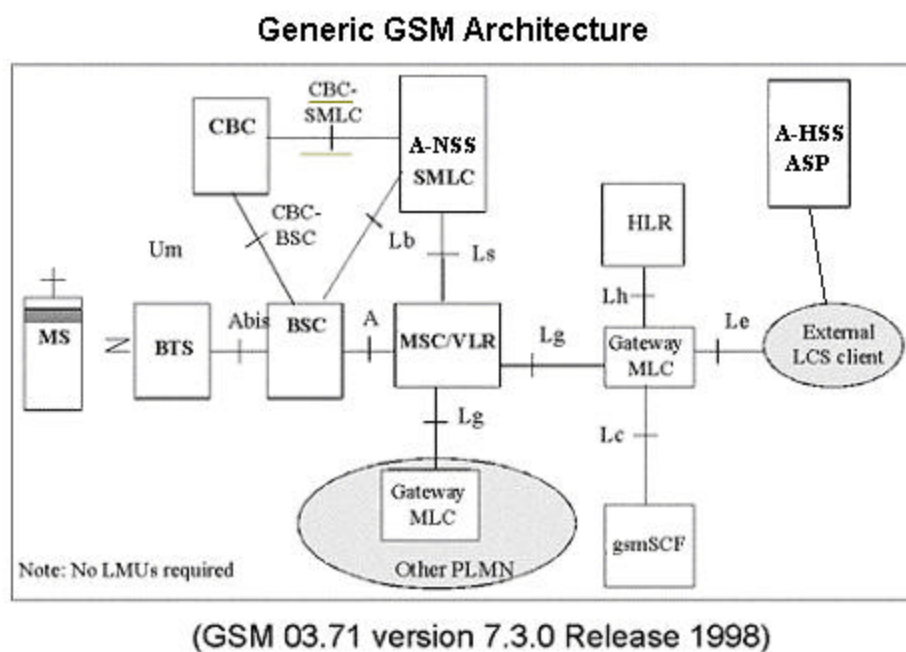 Generic GSM Architecture
CBC-
SMLC
CBC
A-NSS
SMLC
A-HSS
ASP
CBC-
BSC
Lb
Ls
HLR
Um
Lh
MS
BTS
Abis
BSC
A
MSC/VLR
Lg
Gateway
MLC
Le
External
LCS client
Lg
Lc
Gateway
MLC
Other PLMN
gsmSCF
Note: No LMUs required
(GSM 03.71 version 7.3.0 Release 1998)